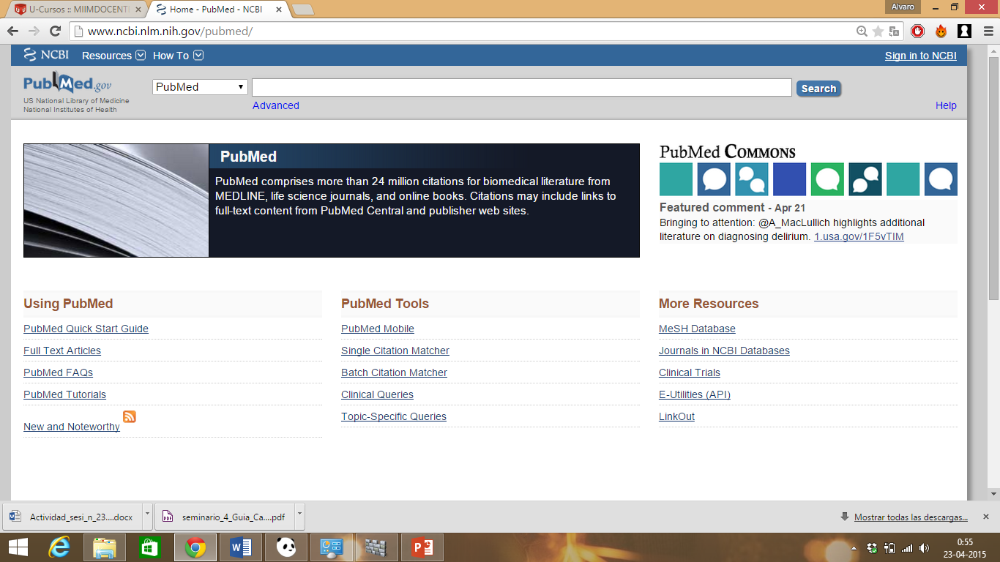 U-Cursos :: MIIMDOCENTI
Home - PubMed - NCBI
Alvaro
www.ncbi.nlm.nih.gov/pubmed/
NCBI Resources How To Sign in to NCBI
PubMed.gov
US National Library of Medicine
National Institutes of Health
PubMed
Search
Advanced
Help
PubMed
PubMed comprises more than 24 million citations for biomedical literature from
MEDLINE, life science journals, and online books. Citations may include links to
full-text content from PubMed Central and publisher web sites.
PubMed COMMONS
Featured comment - Apr 21
Bringing to attention: @A_MacLullich highlights additional
literature on diagnosing delirium. 1.usa.gov/1F5vTIM
Using PubMed
PubMed Quick Start Guide
Full Text Articles
PubMed FAQs
PubMed Tutorials
New and Noteworthy
PubMed Tools
PubMed Mobile
Single Citation Matcher
Batch Citation Matcher
Clinical Queries
Topic-Specific Queries
More Resources
MeSH Database
Journals in NCBI Databases
Clinical Trials
E-Utilities (API)
LinkOut
Actividad_sesi_n_23....docx
seminario_4_Guia_Ca....pdf
Mostrar todas las descargas...
0:55
23-04-2015